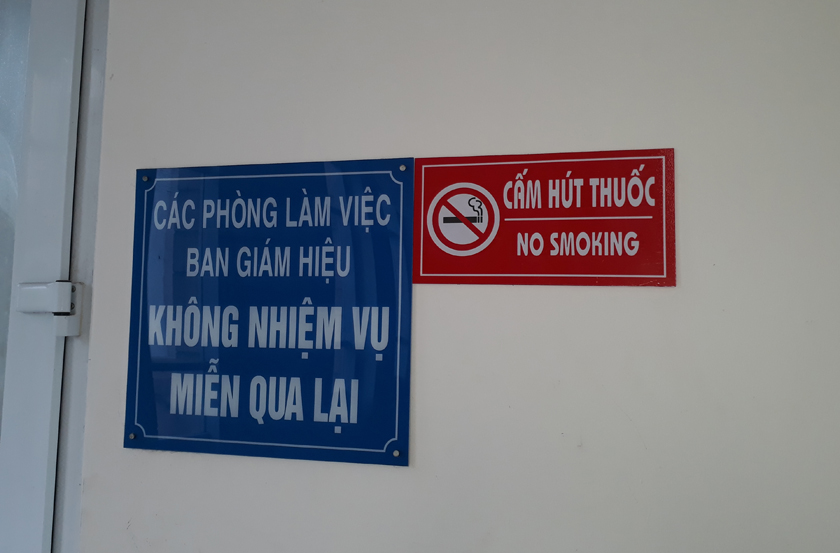 CÁC PHÒNG LÀM VIỆC
BAN GIÁM HIỆU
KHÔNG NHIỆM VỤ
MIỄN QUA LẠI
CẤM HÚT THUỐC
NO SMOKING